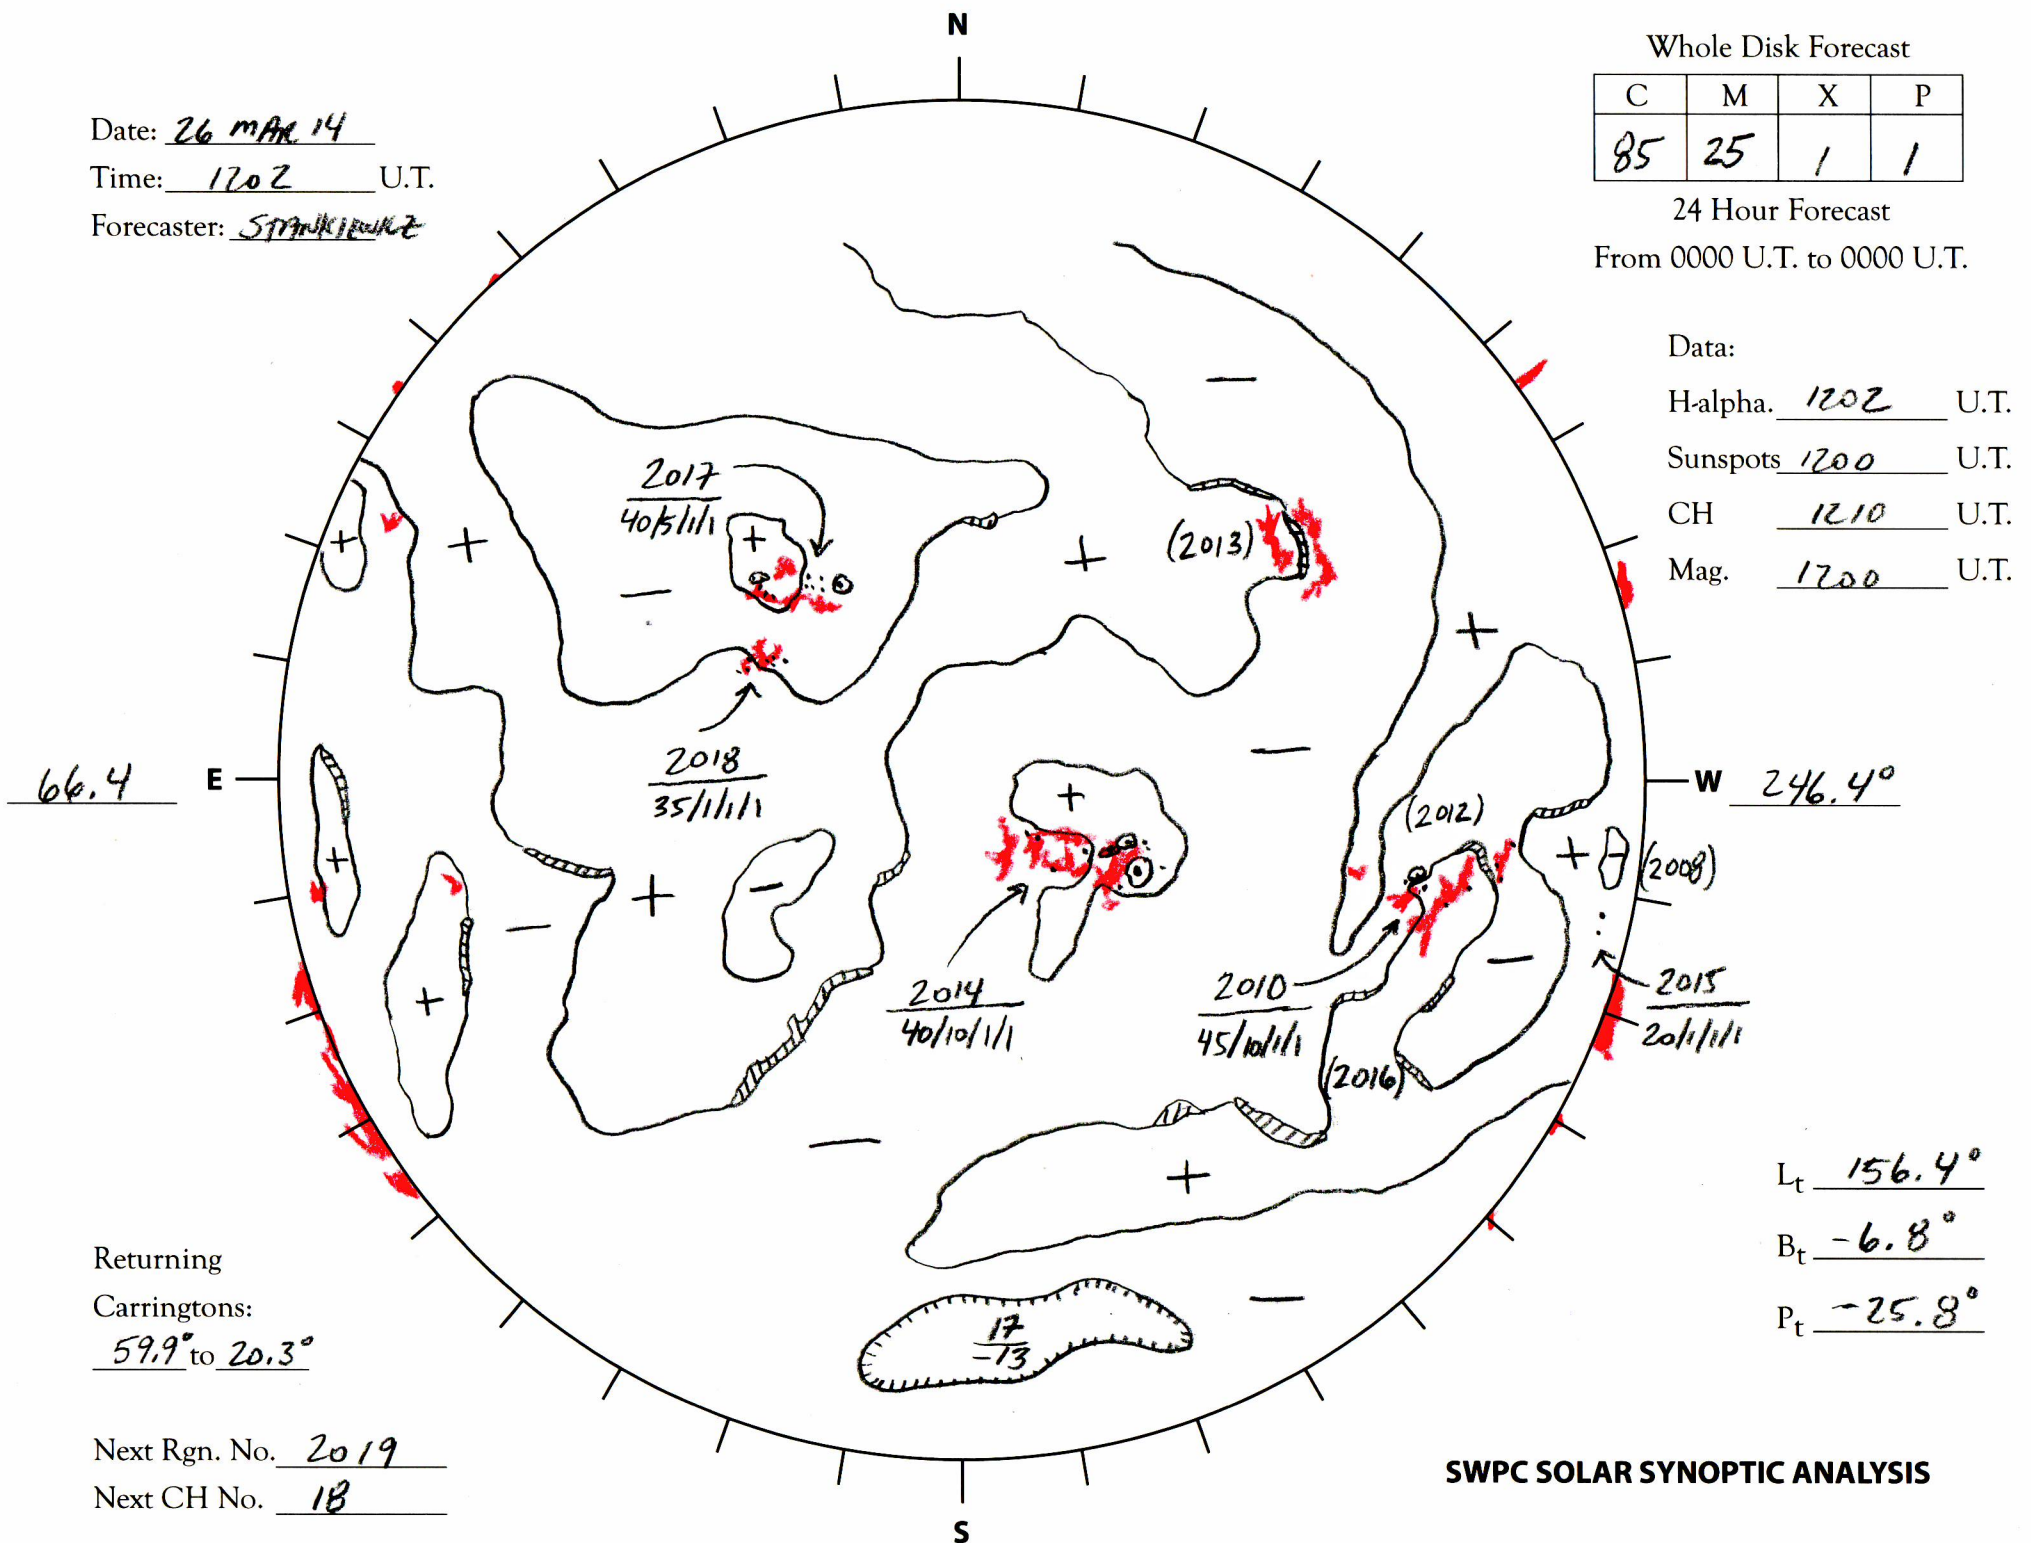 N
Whole Disk Forecast
C M X P
85 25 1 1
24 Hour Forecast
From 0000 U.T. to 0000 U.T.
Date: 26 MAR 14
Time: 1202 U.T.
Forecaster: STANKIEWICZ
Data:
H-alpha. 1202 U.T.
Sunspots 1200 U.T.
CH 1210 U.T.
Mag. 1200 U.T.
2017
40/5/1/1
(2013)
2018
35/1/1/1
66.4 E
W 246.4°
(2012)
(2008)
2014
40/10/1/1
2010
45/10/1/1
2015
20/1/1/1
(2016)
17
-13
Lt 156.4°
Bt -6.8°
Pt -25.8°
Returning
Carringtons:
59.9° to 20.3°
Next Rgn. No. 2019
Next CH No. 18
SWPC SOLAR SYNOPTIC ANALYSIS
S